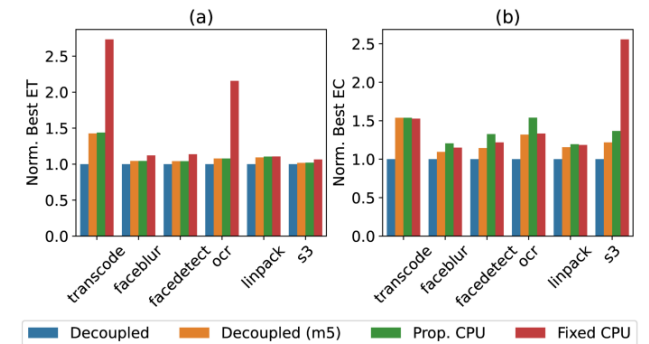 (a)
Norm. Best ET
2.5
2.0
1.5
1.0
0.5
0.0
transcode
faceblur
facedetect
ocr
linpack
s3
(b)
Norm. Best EC
2.5
2.0
1.5
1.0
0.5
0.0
transcode
faceblur
facedetect
ocr
linpack
s3
Decoupled Decoupled (m5) Prop. CPU Fixed CPU